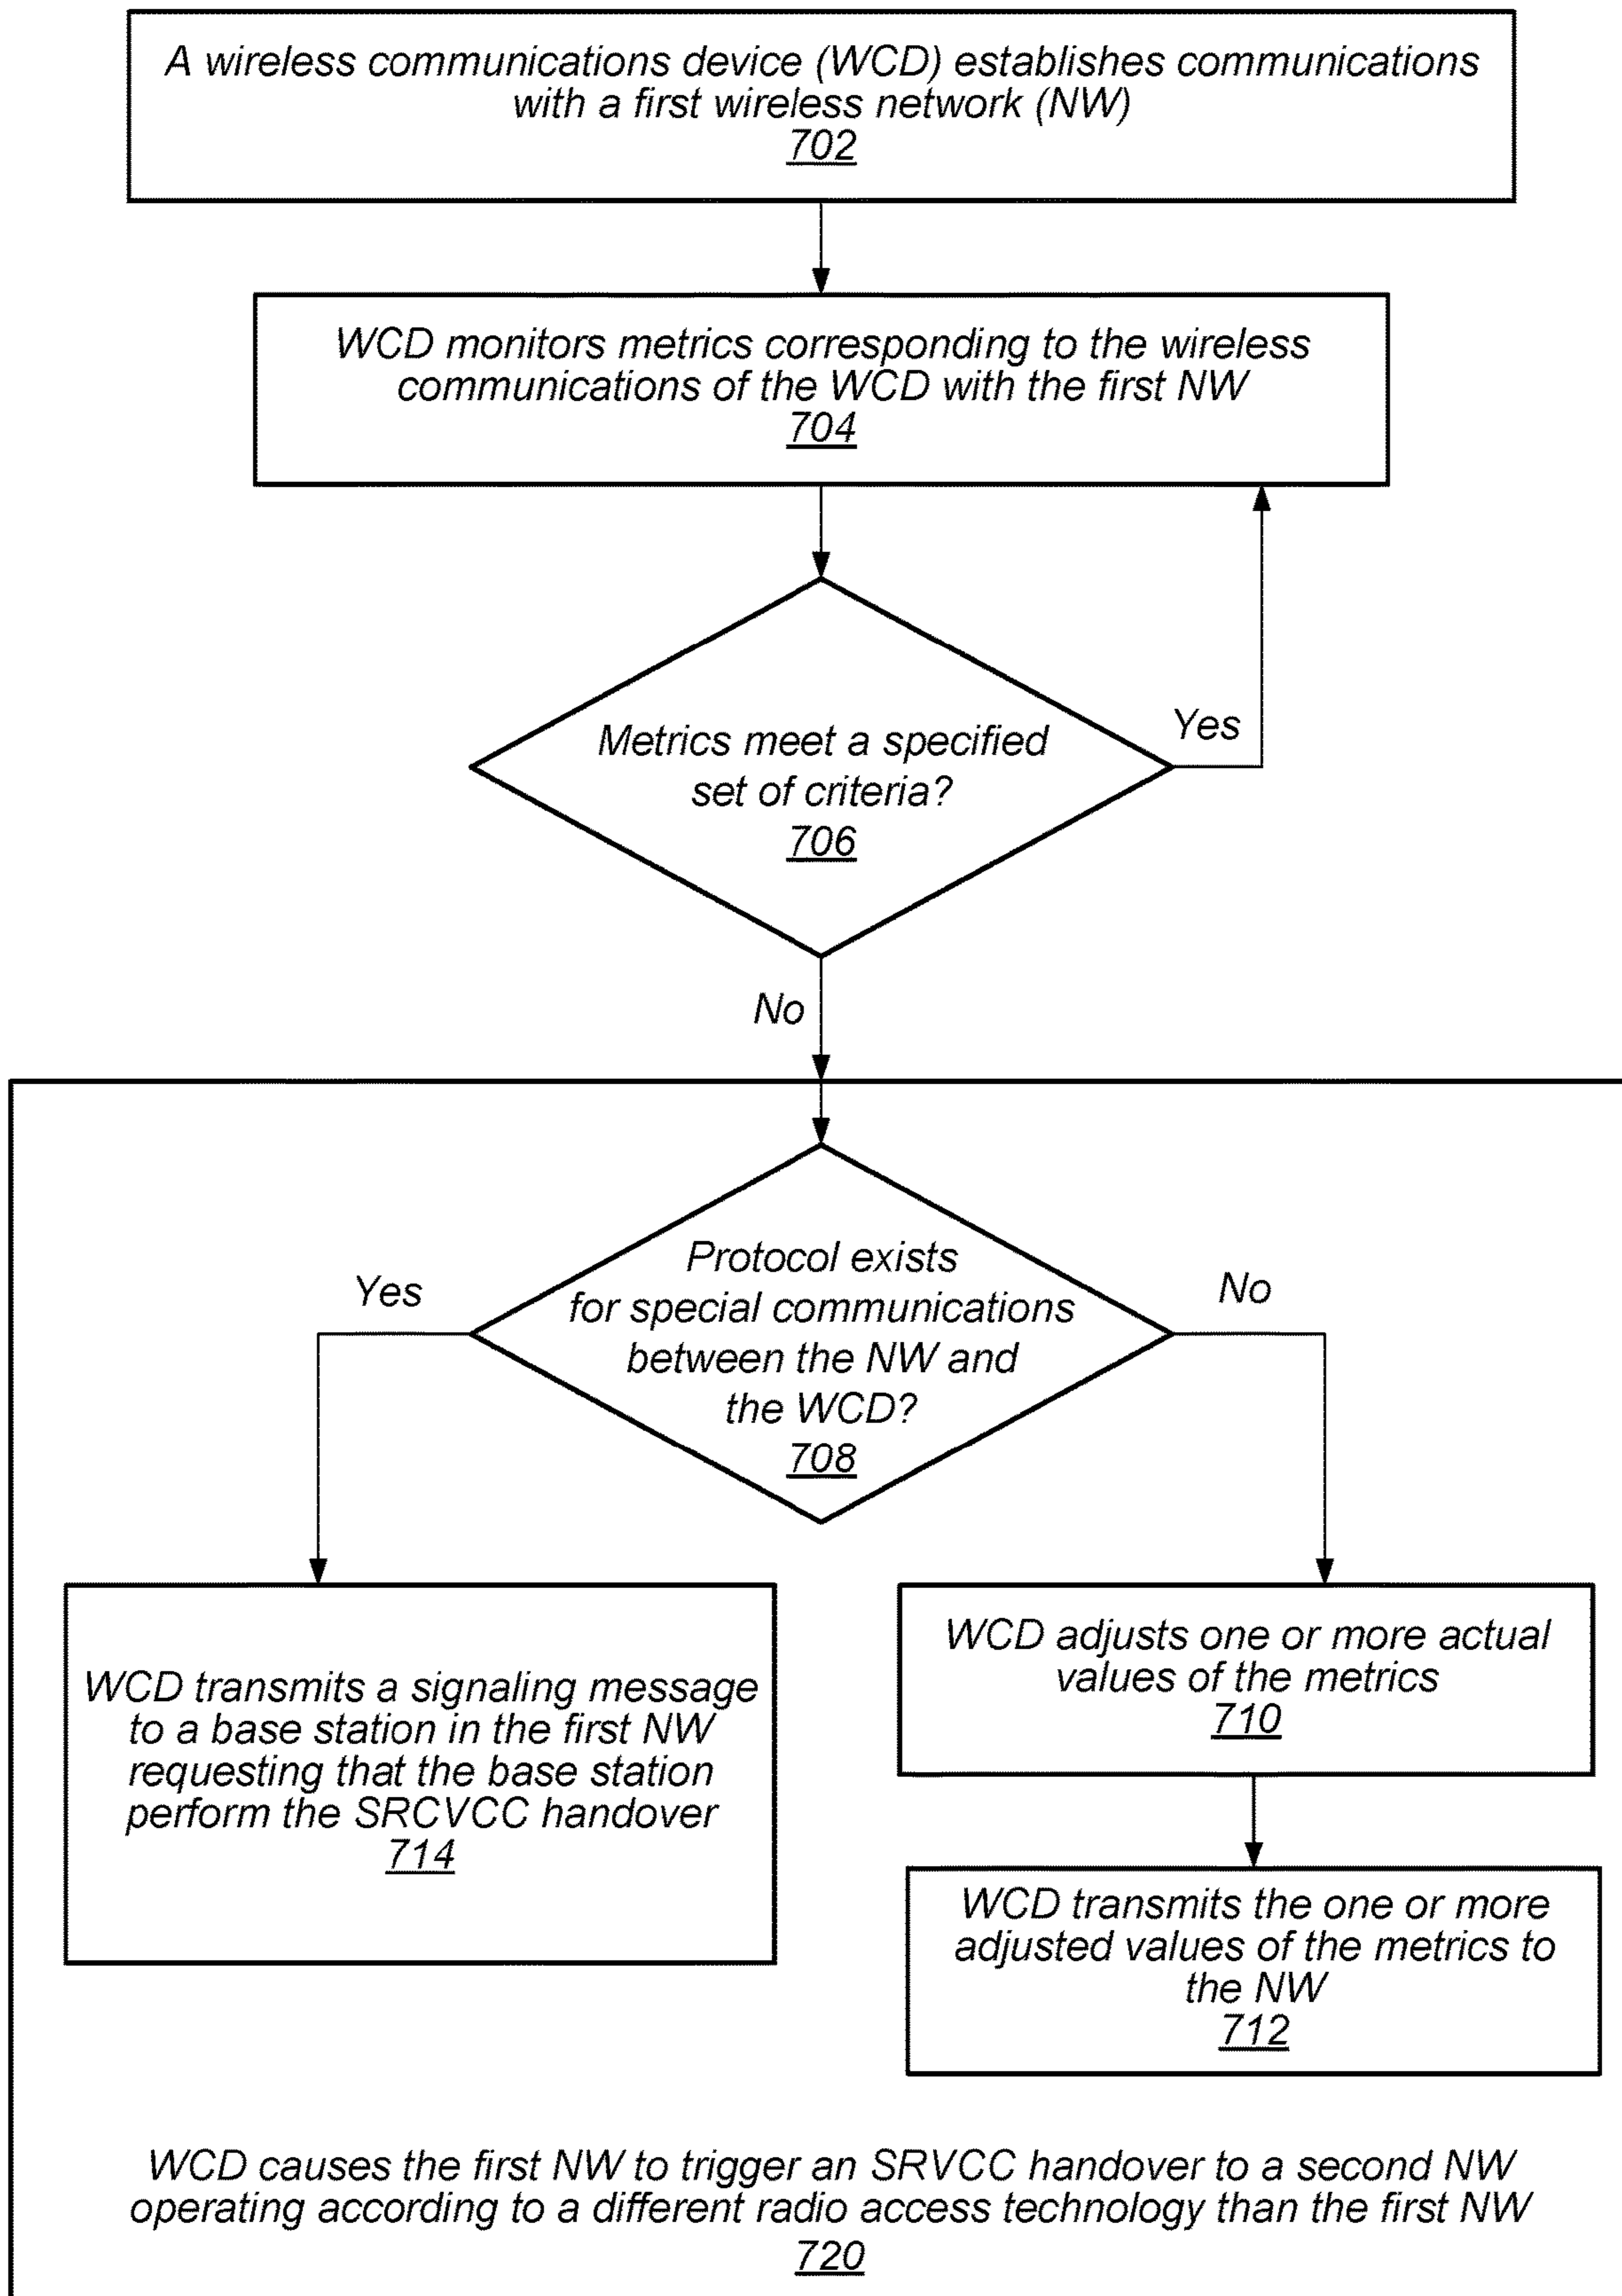 A wireless communications device (WCD) establishes communications
with a first wireless network (NW)
702
WCD monitors metrics corresponding to the wireless
communications of the WCD with the first NW
704
Metrics meet a specified
set of criteria?
706
Yes
No
Protocol exists
for special communications
between the NW and
the WCD?
708
Yes
No
WCD transmits a signaling message
to a base station in the first NW
requesting that the base station
perform the SRCVCC handover
714
WCD adjusts one or more actual
values of the metrics
710
WCD transmits the one or more
adjusted values of the metrics to
the NW
712
WCD causes the first NW to trigger an SRVCC handover to a second NW
operating according to a different radio access technology than the first NW
720